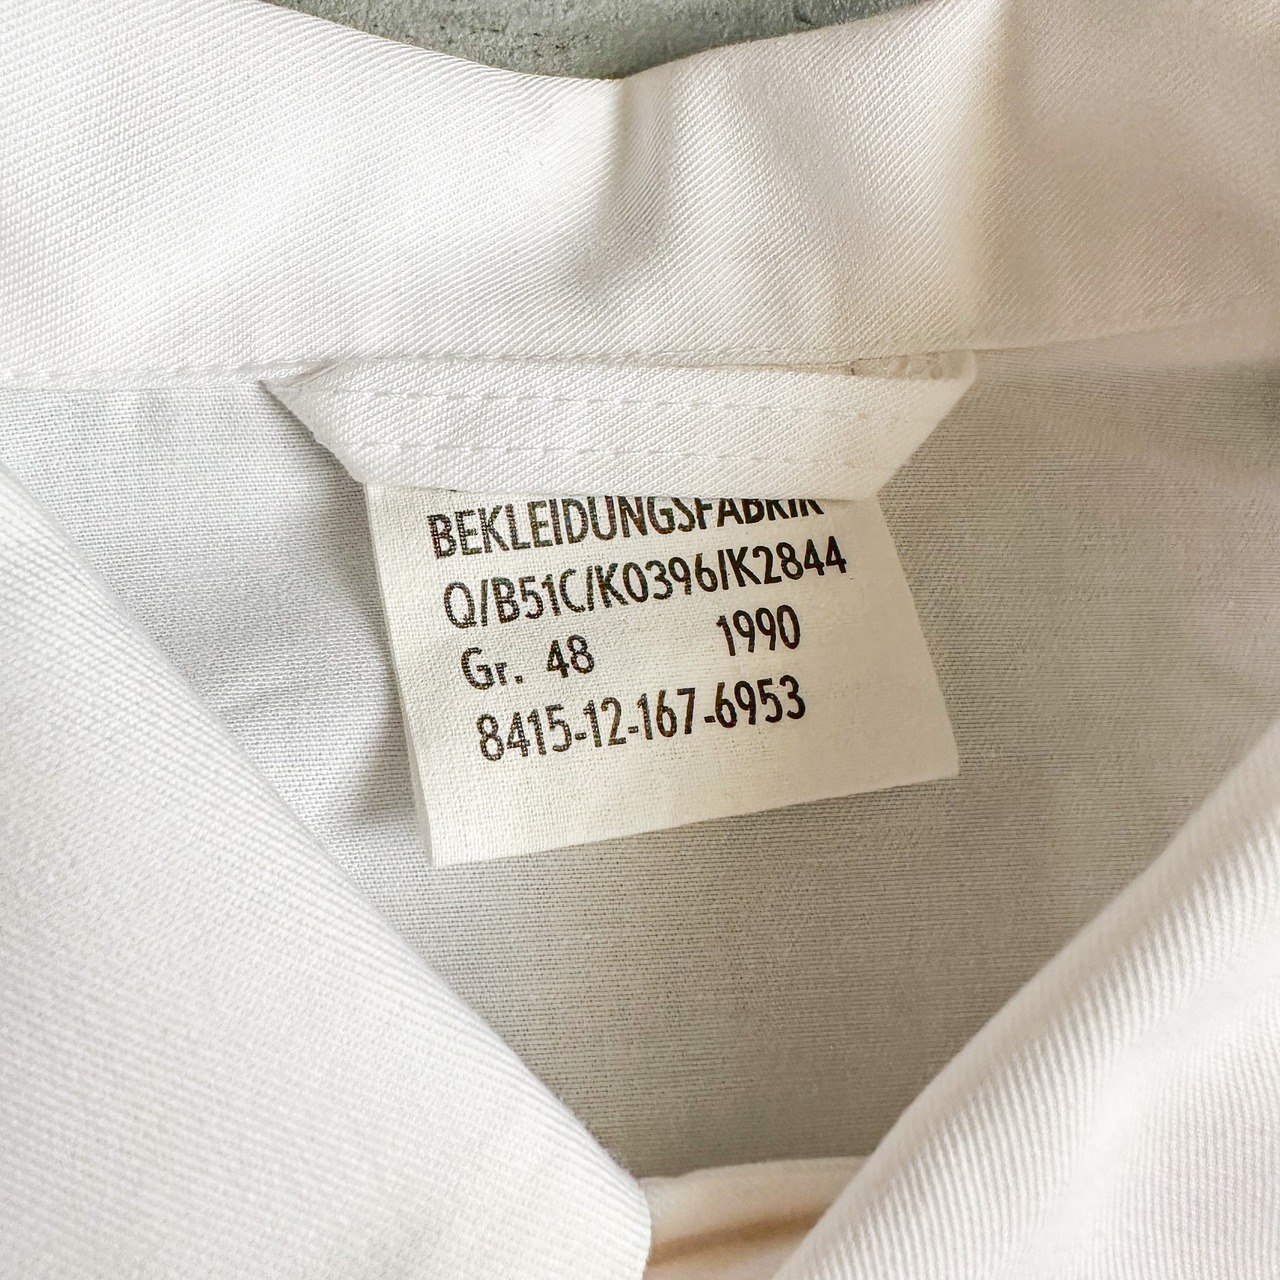 BEKLEIDUNGSFABRIK
Q/B51C/K0396/K2844
Gr. 48 1990
8415-12-167-6953